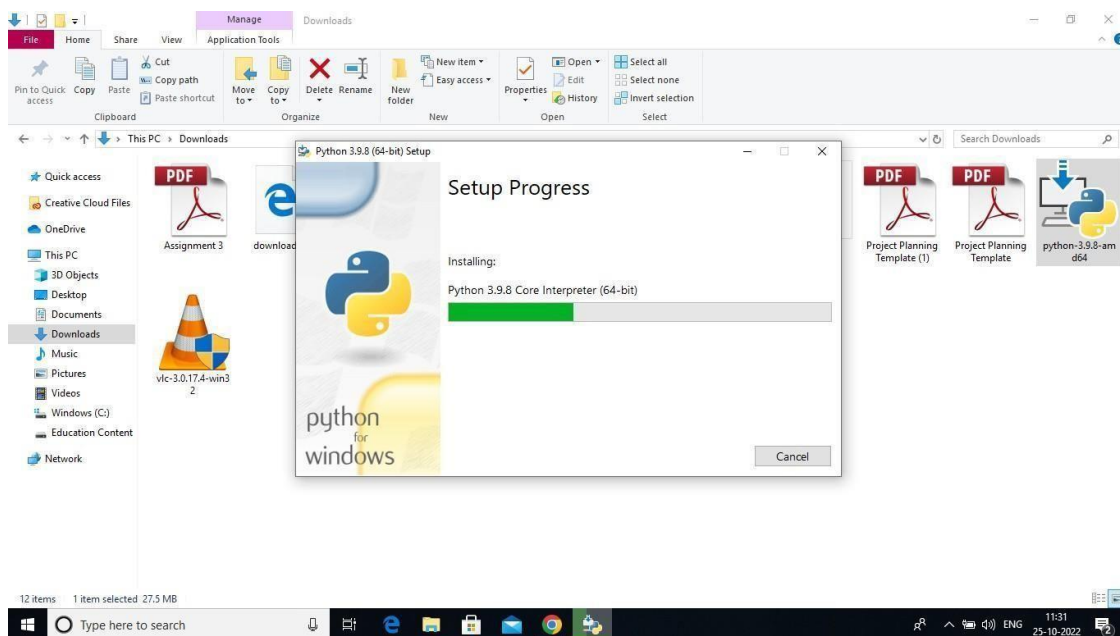 Manage
Downloads
File
Home
Share
View
Application Tools
Pin to Quick
access
Copy
Paste
Cut
Copy path
Paste shortcut
Clipboard
Move
to
Copy
to
Delete
Rename
Organize
New
folder
New item
Easy access
New
Properties
Open
Edit
History
Open
Select all
Select none
Invert selection
Select
This PC
Downloads
Search Downloads
Quick access
Creative Cloud Files
OneDrive
This PC
3D Objects
Desktop
Documents
Downloads
Music
Pictures
Videos
Windows (C:)
Education Content
Network
PDF
Assignment 3
download
vlc-3.0.17.4-win3
2
Python 3.9.8 (64-bit) Setup
Setup Progress
Installing:
Python 3.9.8 Core Interpreter (64-bit)
python
for
windows
Cancel
PDF
Project Planning
Template (1)
PDF
Project Planning
Template
python-3.9.8-am
d64
12 items
1 item selected 27.5 MB
Type here to search
ENG
11:31
25-10-2022